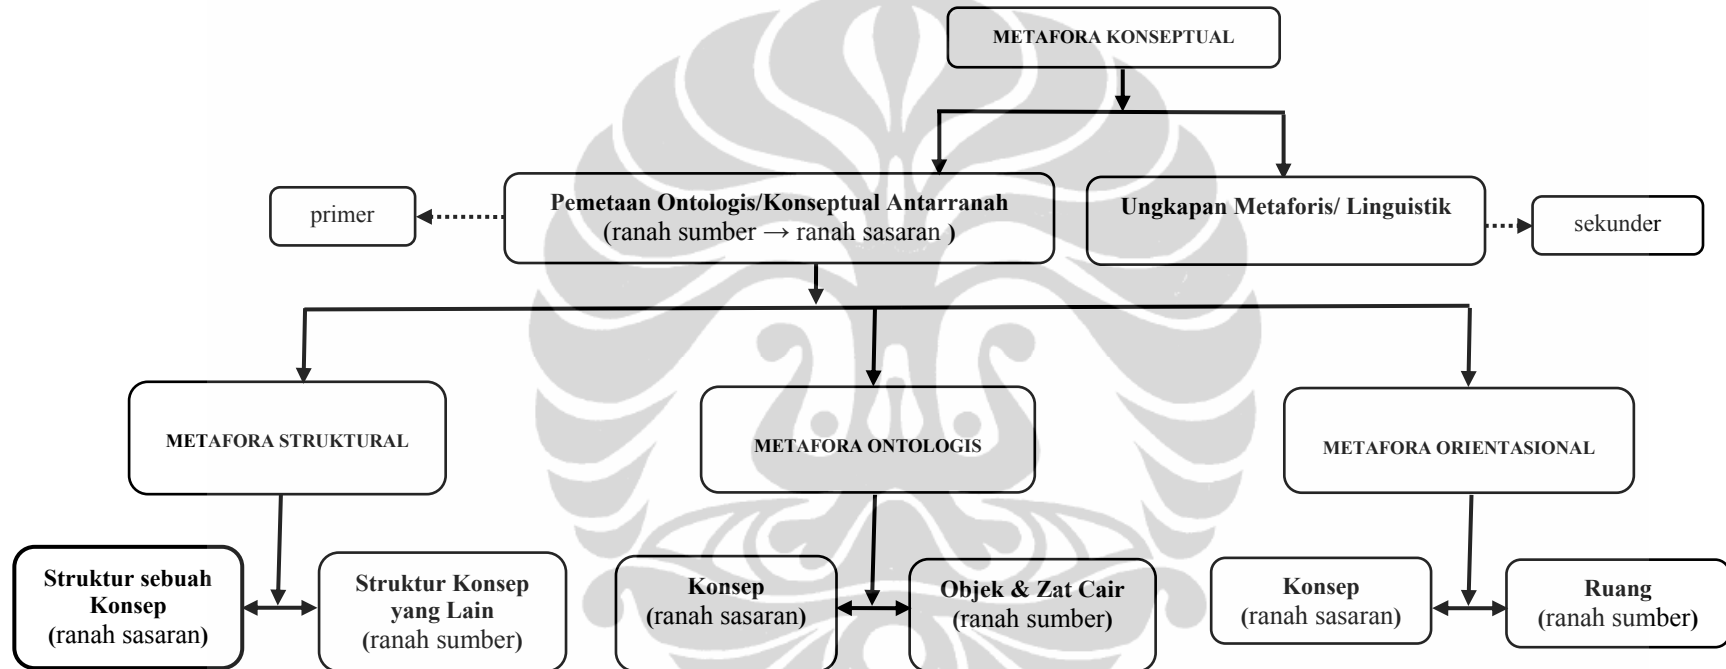 METAFORA KONSEPTUAL
primer
Pemetaan Ontologis/Konseptual Antarranah
(ranah sumber → ranah sasaran )
Ungkapan Metaforis/ Linguistik
sekunder
METAFORA STRUKTURAL
METAFORA ONTOLOGIS
METAFORA ORIENTASIONAL
Struktur sebuah
Konsep
(ranah sasaran)
Struktur Konsep
yang Lain
(ranah sumber)
Konsep
(ranah sasaran)
Objek & Zat Cair
(ranah sumber)
Konsep
(ranah sasaran)
Ruang
(ranah sumber)